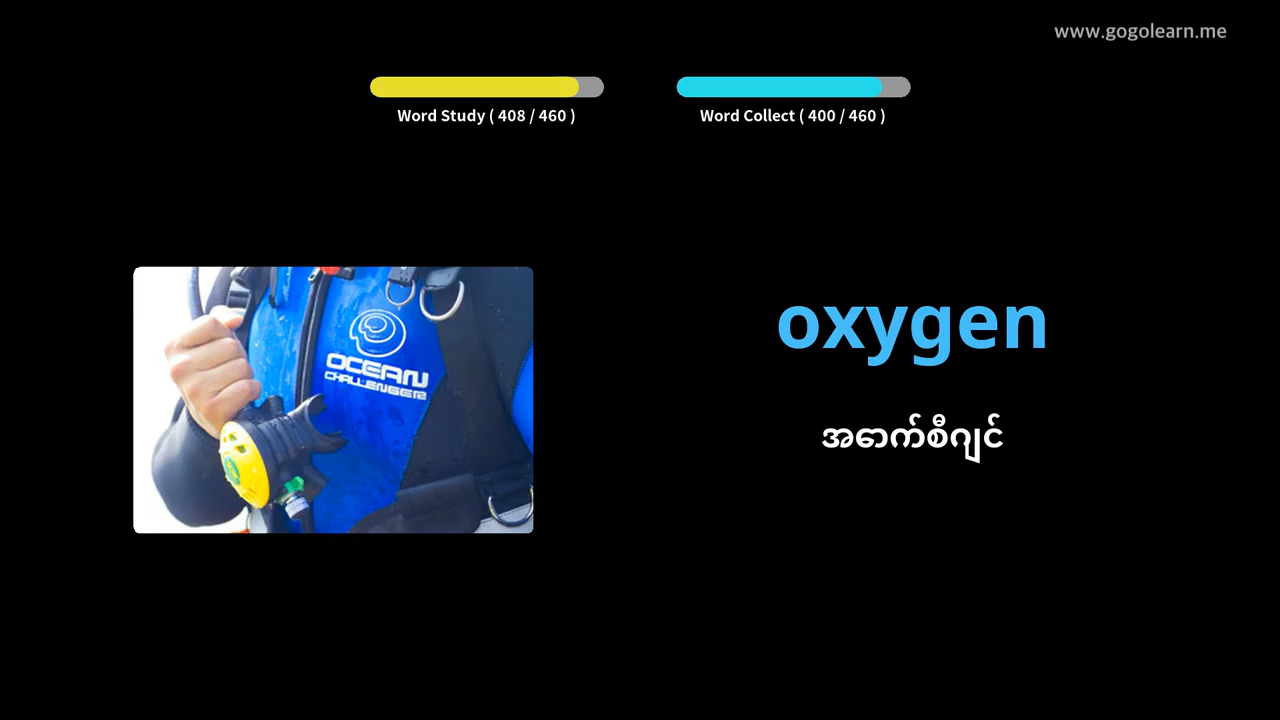 www.gogolearn.me
Word Study ( 408 / 460 )
Word Collect ( 400 / 460 )
OCEAN
CHALLENGER
oxygen
အောက်စီဂျင်